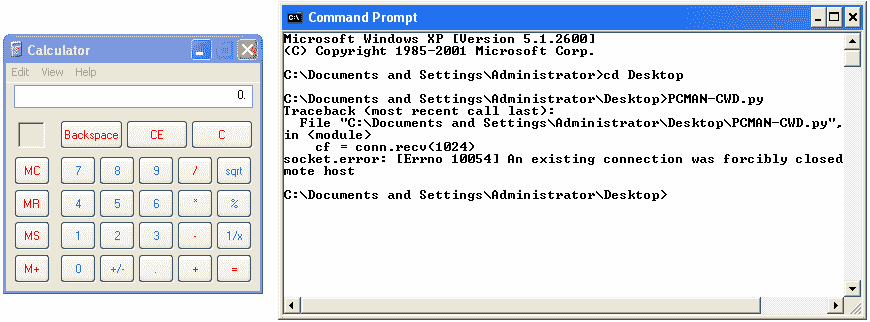 Calculator
Edit View Help
0.
Backspace CE C
MC 7 8 9 / sqrt
MR 4 5 6 * %
MS 1 2 3 - 1/x
M+ 0 +/- . + =
C:\ Command Prompt
Microsoft Windows XP [Version 5.1.2600]
(C) Copyright 1985-2001 Microsoft Corp.
C:\Documents and Settings\Administrator>cd Desktop
C:\Documents and Settings\Administrator\Desktop>PCMAN-CWD.py
Traceback (most recent call last):
File "C:\Documents and Settings\Administrator\Desktop\PCMAN-CWD.py",
in (module>
cf = conn.recv(1024)
socket.error: [Errno 10054] An existing connection was forcibly closed
mote host
C:\Documents and Settings\Administrator\Desktop>